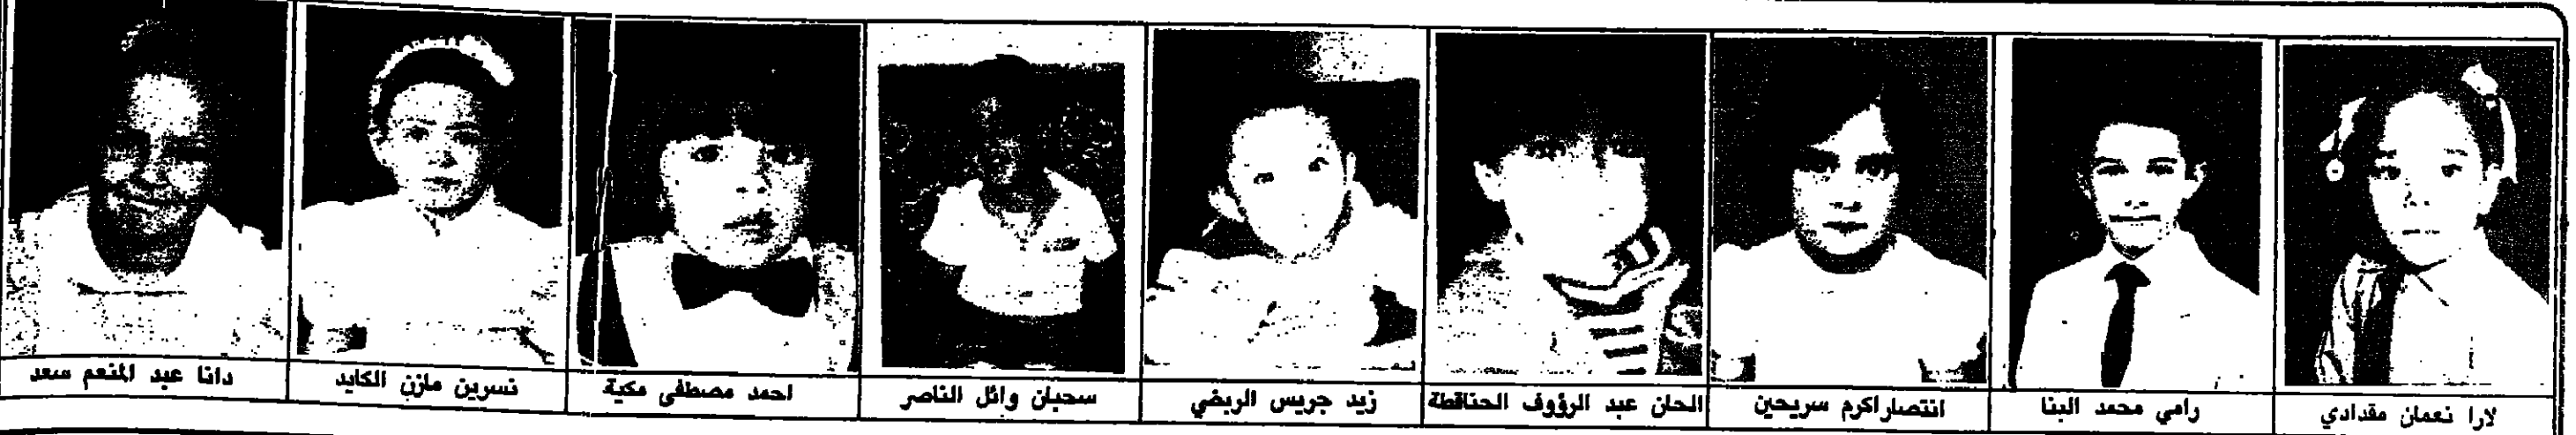 لارا نعمان مقدادي
رامي محمد البنا
انتصار اكرم سريحين
الحان عبد الرؤوف الحناقطة
زيد جريس الربضي
سحبان وائل الناصر
احمد مصطفى مكية
نسرين مازن الكايد
دانا عبد المنعم سعد